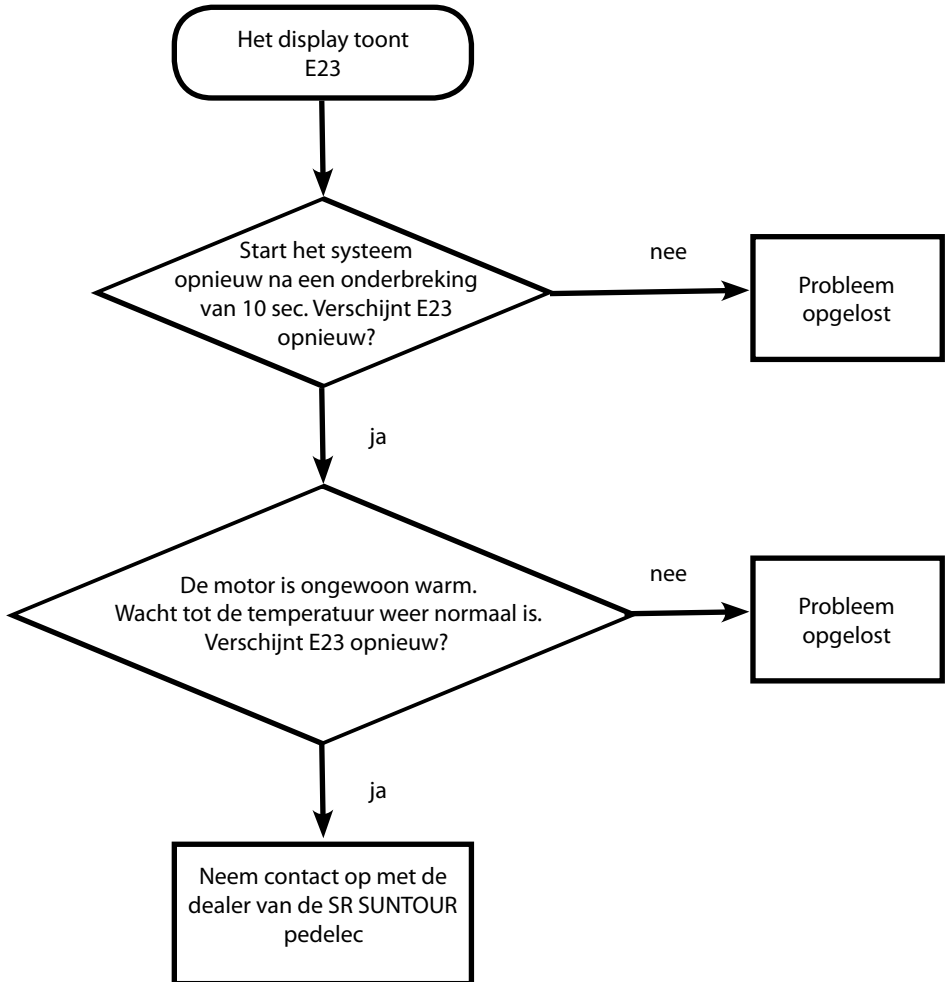 Het display toont
E23
Start het systeem
opnieuw na een onderbreking
van 10 sec. Verschijnt E23
opnieuw?
nee
Probleem
opgelost
ja
De motor is ongewoon warm.
Wacht tot de temperatuur weer normaal is.
Verschijnt E23 opnieuw?
nee
Probleem
opgelost
ja
Neem contact op met de
dealer van de SR SUNTOUR
pedelec